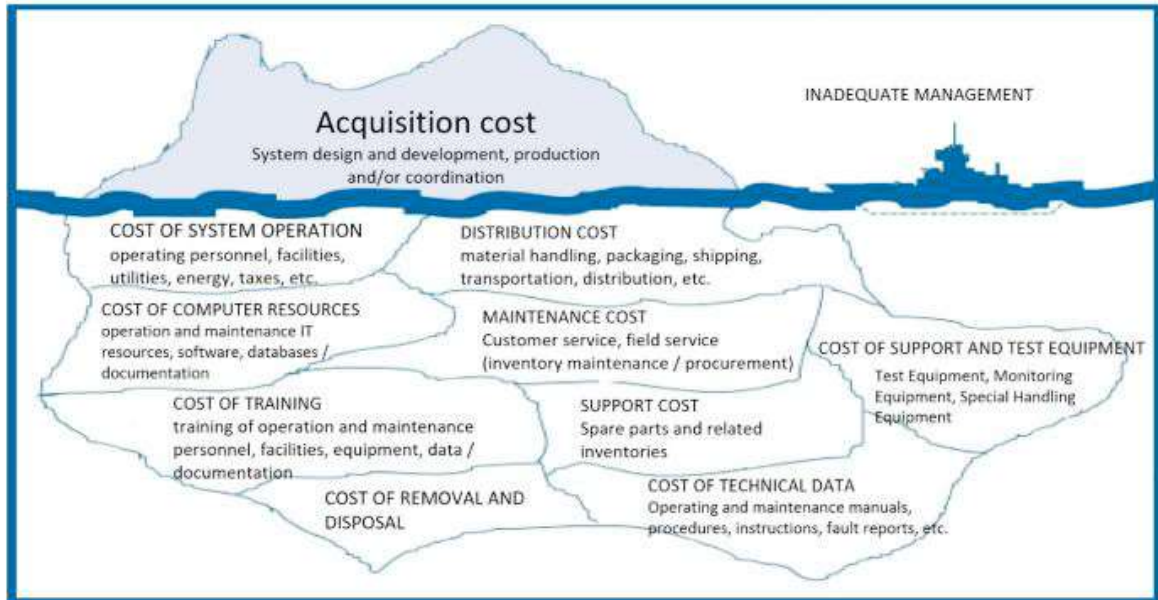 Acquisition cost
System design and development, production
and/or coordination
INADEQUATE MANAGEMENT
COST OF SYSTEM OPERATION
operating personnel, facilities,
utilities, energy, taxes, etc.
DISTRIBUTION COST
material handling, packaging, shipping,
transportation, distribution, etc.
COST OF COMPUTER RESOURCES
operation and maintenance IT
resources, software, databases /
documentation
MAINTENANCE COST
Customer service, field service
(inventory maintenance / procurement)
COST OF SUPPORT AND TEST EQUIPMENT
Test Equipment, Monitoring
Equipment, Special Handling
Equipment
COST OF TRAINING
training of operation and maintenance
personnel, facilities, equipment, data /
documentation
SUPPORT COST
Spare parts and related
inventories
COST OF REMOVAL AND
DISPOSAL
COST OF TECHNICAL DATA
Operating and maintenance manuals,
procedures, instructions, fault reports, etc.